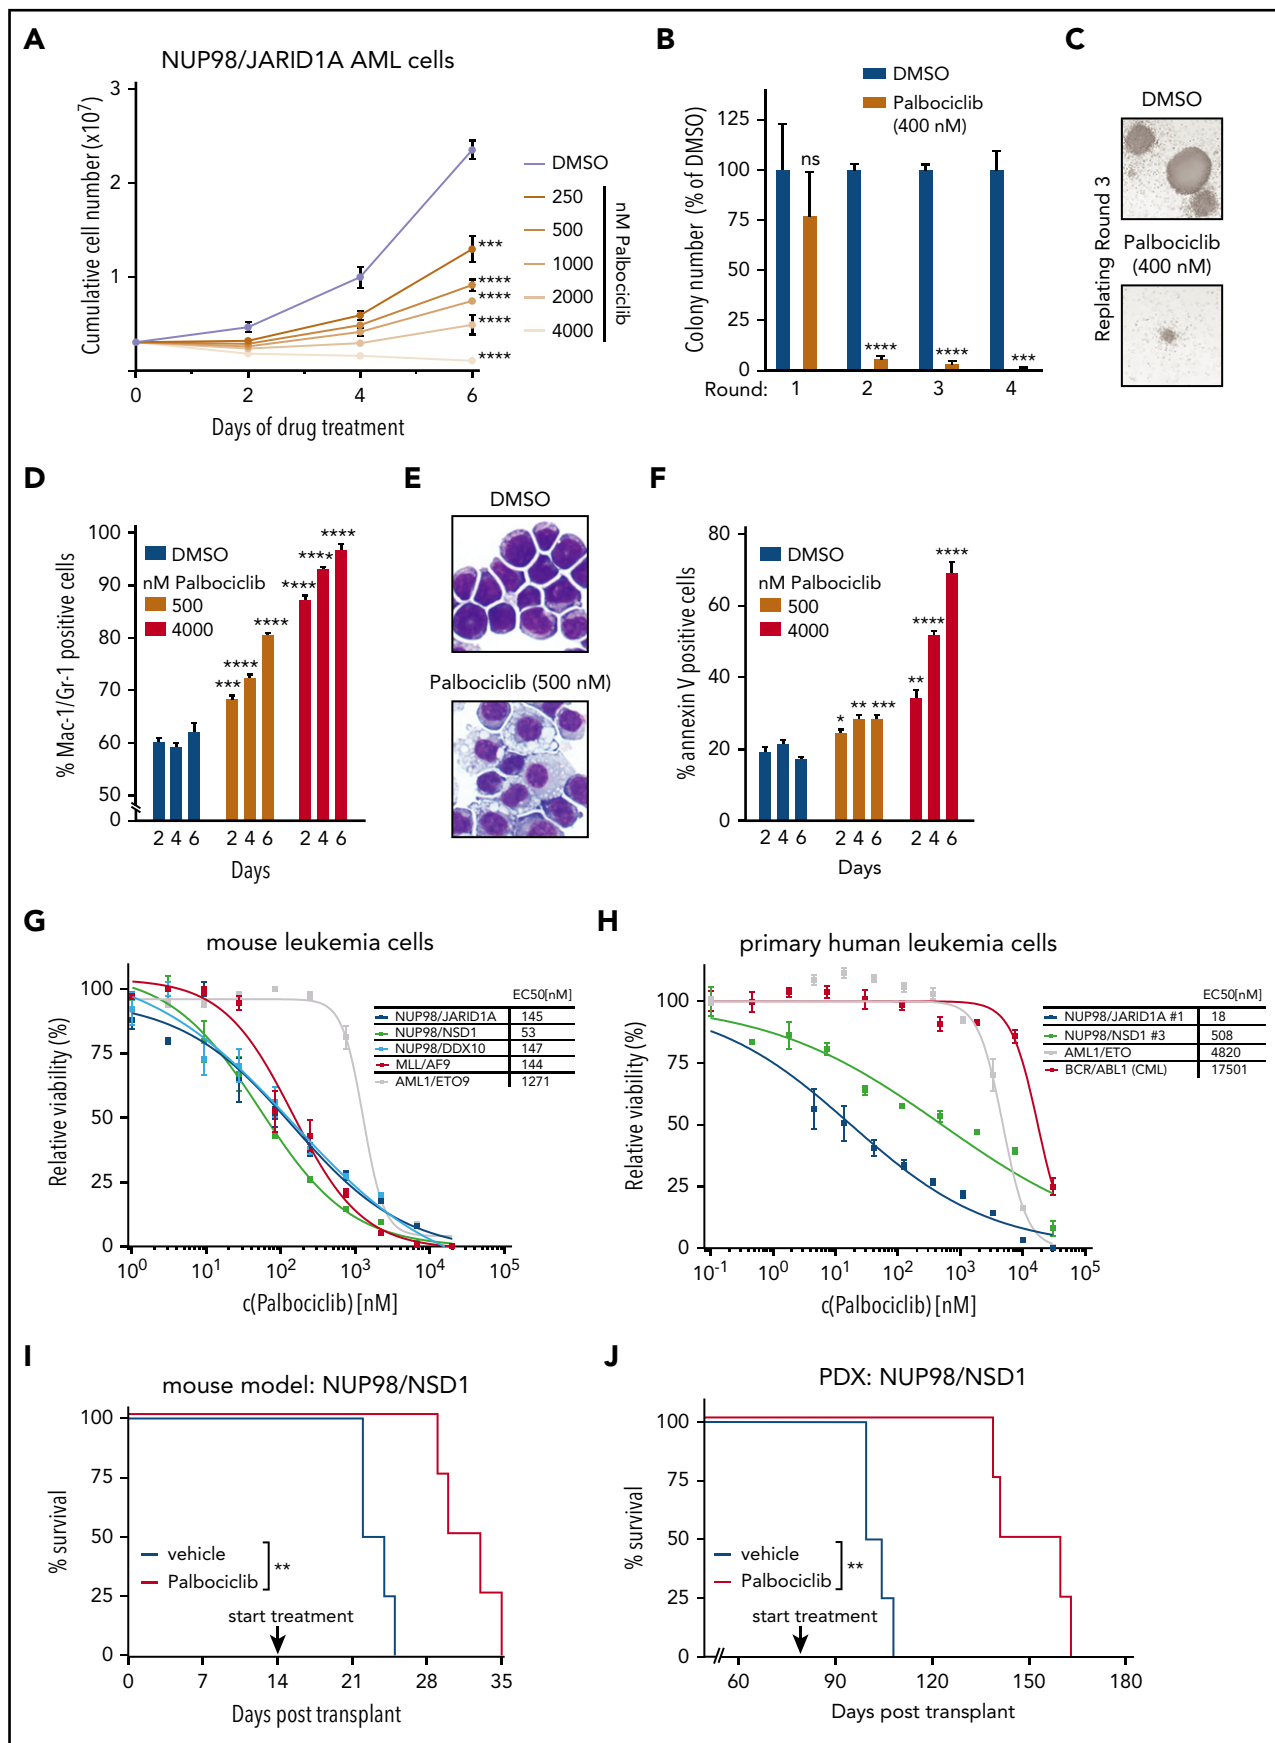 A
NUP98/JARID1A AML cells
Cumulative cell number (x10⁷)
3
2
1
0 2 4 6
Days of drug treatment
DMSO
250
500
1000
2000
4000
nM Palbociclib
***
****
****
****
****
B
DMSO
Palbociclib
(400 nM)
Colony number (% of DMSO)
125
100
75
50
25
0
ns
****
****
***
Round: 1 2 3 4
C
DMSO
Palbociclib
(400 nM)
Replating Round 3
D
% Mac-1/Gr-1 positive cells
100
90
80
70
60
50
0
DMSO
nM Palbociclib
500
4000
***
****
****
****
****
****
2 4 6 2 4 6 2 4 6
Days
E
DMSO
Palbociclib (500 nM)
F
% annexin V positive cells
80
60
40
20
0
DMSO
nM Palbociclib
500
4000
*
**
***
**
****
****
2 4 6 2 4 6 2 4 6
Days
G
mouse leukemia cells
Relative viability (%)
100
75
50
25
0
10⁰ 10¹ 10² 10³ 10⁴ 10⁵
c(Palbociclib) [nM]
EC50[nM]
NUP98/JARID1A 145
NUP98/NSD1 53
NUP98/DDX10 147
MLL/AF9 144
AML1/ETO9 1271
H
primary human leukemia cells
Relative viability (%)
100
75
50
25
0
10⁻¹ 10⁰ 10¹ 10² 10³ 10⁴ 10⁵
c(Palbociclib) [nM]
EC50[nM]
NUP98/JARID1A #1 18
NUP98/NSD1 #3 508
AML1/ETO 4820
BCR/ABL1 (CML) 17501
I
mouse model: NUP98/NSD1
% survival
100
75
50
25
0
vehicle
Palbociclib
**
start treatment
0 7 14 21 28 35
Days post transplant
J
PDX: NUP98/NSD1
% survival
100
75
50
25
0
vehicle
Palbociclib
**
start treatment
60 90 120 150 180
Days post transplant